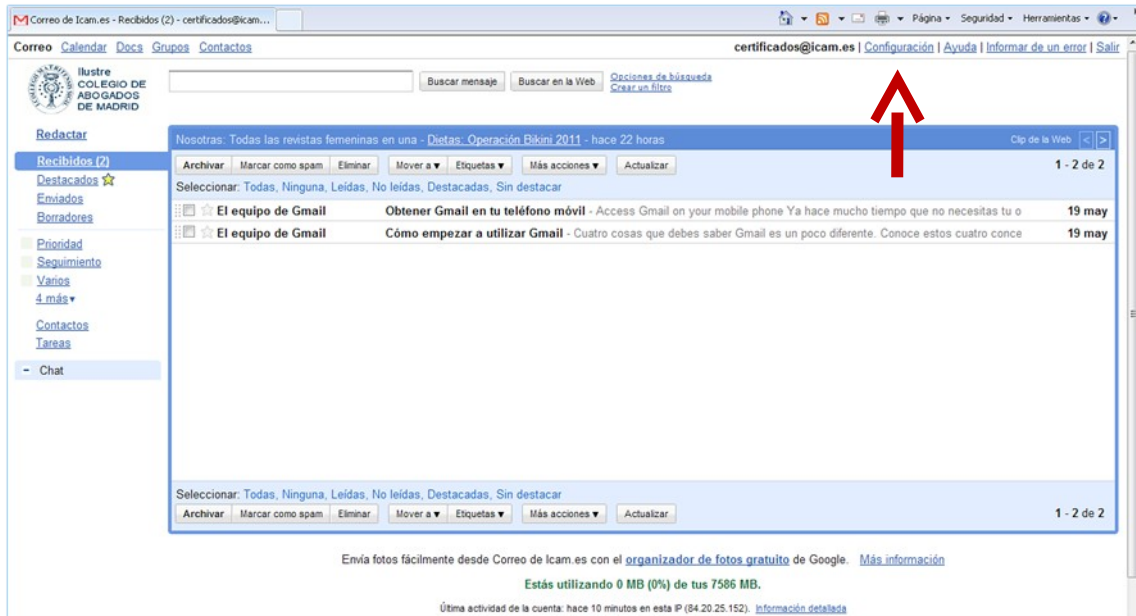 Correo de Icam.es - Recibidos (2) - certificados@icam...
Página Seguridad Herramientas
Correo Calendar Docs Grupos Contactos
certificados@icam.es | Configuración | Ayuda | Informar de un error | Salir
Ilustre
COLEGIO DE
ABOGADOS
DE MADRID
Buscar mensaje Buscar en la Web Opciones de búsqueda
Crear un filtro
Redactar
Recibidos (2)
Destacados
Enviados
Borradores
Prioridad
Seguimiento
Varios
4 más▾
Contactos
Tareas
− Chat
Nosotras: Todas las revistas femeninas en una - Dietas: Operación Bikini 2011 - hace 22 horas Clip de la Web < >
Archivar Marcar como spam Eliminar Mover a ▾ Etiquetas ▾ Más acciones ▾ Actualizar 1 - 2 de 2
Seleccionar: Todas, Ninguna, Leídas, No leídas, Destacadas, Sin destacar
El equipo de Gmail Obtener Gmail en tu teléfono móvil - Access Gmail on your mobile phone Ya hace mucho tiempo que no necesitas tu o 19 may
El equipo de Gmail Cómo empezar a utilizar Gmail - Cuatro cosas que debes saber Gmail es un poco diferente. Conoce estos cuatro conce 19 may
Seleccionar: Todas, Ninguna, Leídas, No leídas, Destacadas, Sin destacar
Archivar Marcar como spam Eliminar Mover a ▾ Etiquetas ▾ Más acciones ▾ Actualizar 1 - 2 de 2
Envía fotos fácilmente desde Correo de Icam.es con el organizador de fotos gratuito de Google. Más información
Estás utilizando 0 MB (0%) de tus 7586 MB.
Última actividad de la cuenta: hace 10 minutos en esta IP (84.20.25.152). Información detallada